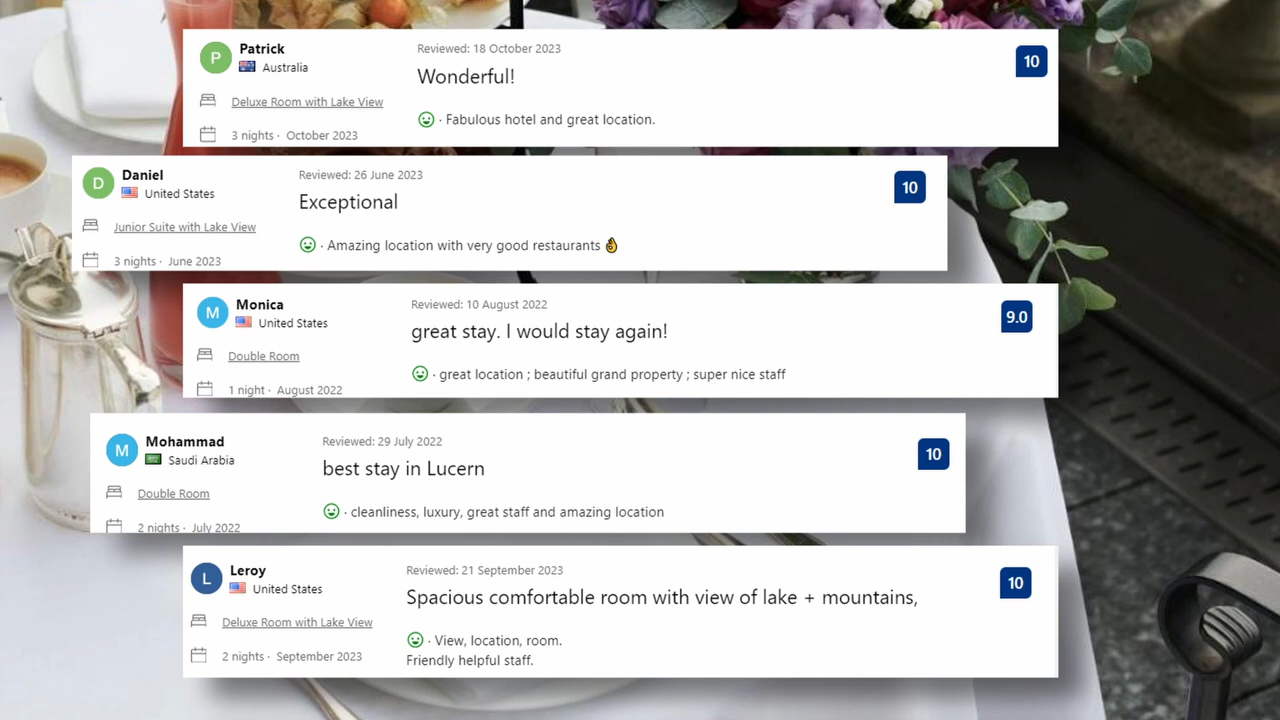 P
Patrick
Australia
Deluxe Room with Lake View
3 nights · October 2023
Reviewed: 18 October 2023
Wonderful!
· Fabulous hotel and great location.
10
D
Daniel
United States
Junior Suite with Lake View
3 nights · June 2023
Reviewed: 26 June 2023
Exceptional
· Amazing location with very good restaurants 👌
10
M
Monica
United States
Double Room
1 night · August 2022
Reviewed: 10 August 2022
great stay. I would stay again!
· great location ; beautiful grand property ; super nice staff
9.0
M
Mohammad
Saudi Arabia
Double Room
2 nights · July 2022
Reviewed: 29 July 2022
best stay in Lucern
· cleanliness, luxury, great staff and amazing location
10
L
Leroy
United States
Deluxe Room with Lake View
2 nights · September 2023
Reviewed: 21 September 2023
Spacious comfortable room with view of lake + mountains,
· View, location, room.
Friendly helpful staff.
10